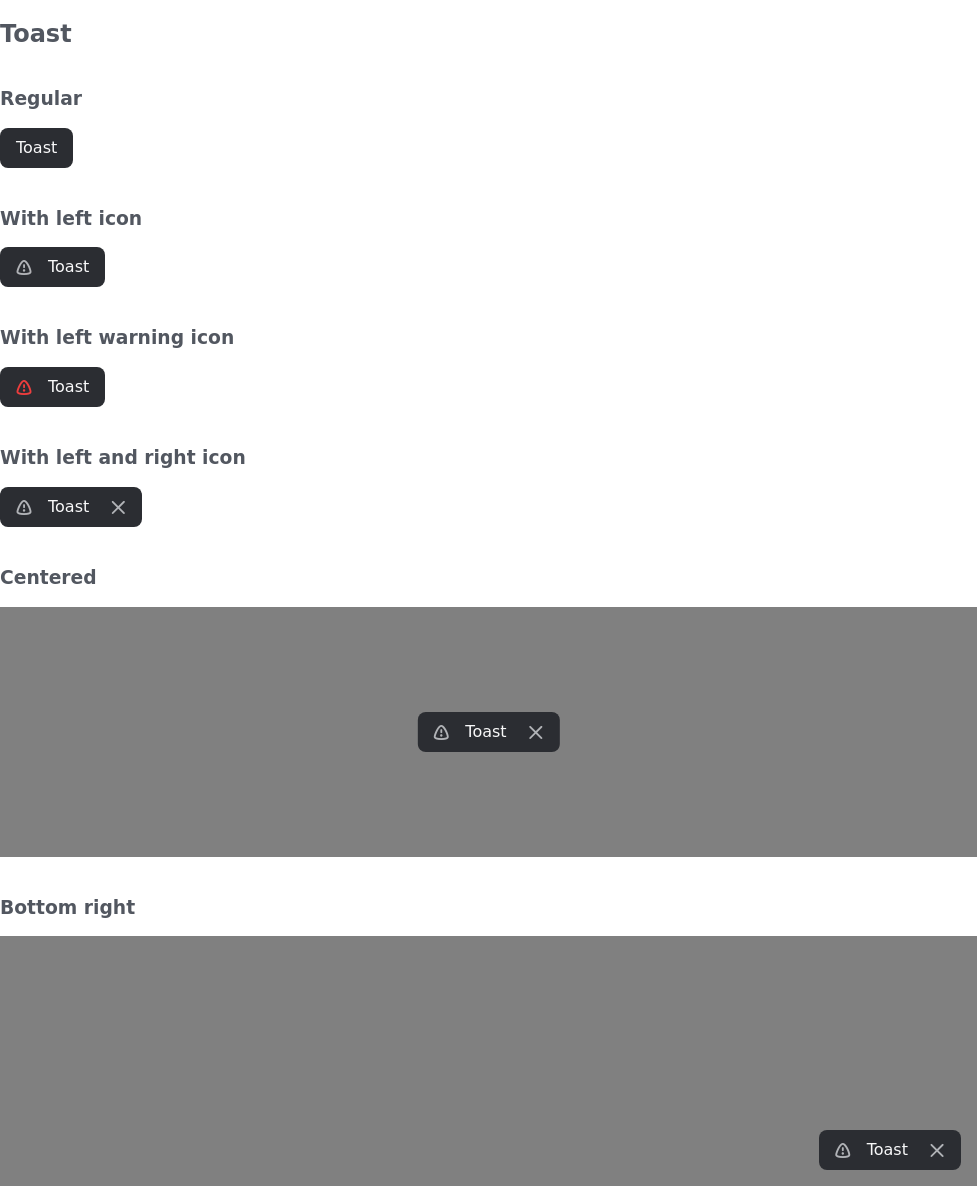 Toast
Regular
Toast
With left icon
Toast
With left warning icon
Toast
With left and right icon
Toast
Centered
Toast
Bottom right
Toast